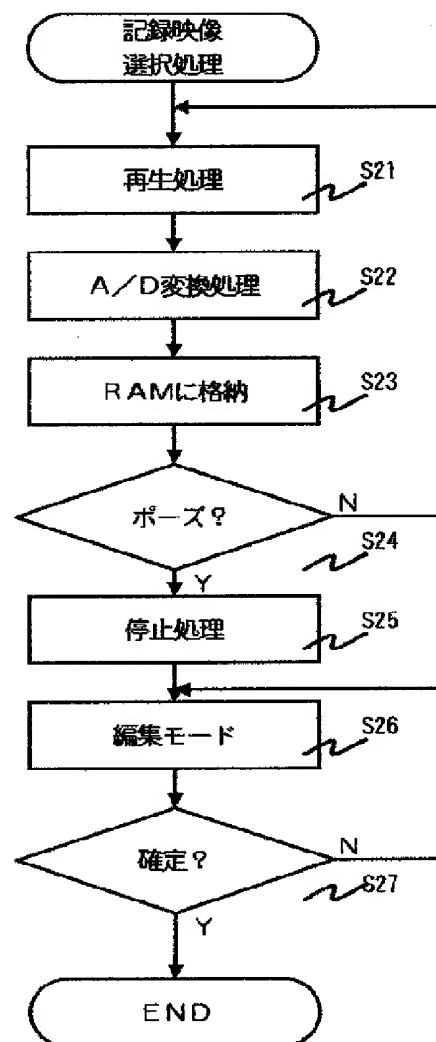 記録映像
選択処理
再生処理
S21
A/D変換処理
S22
RAMに格納
S23
ポーズ?
N
S24
Y
停止処理
S25
編集モード
S26
確定?
N
S27
Y
END